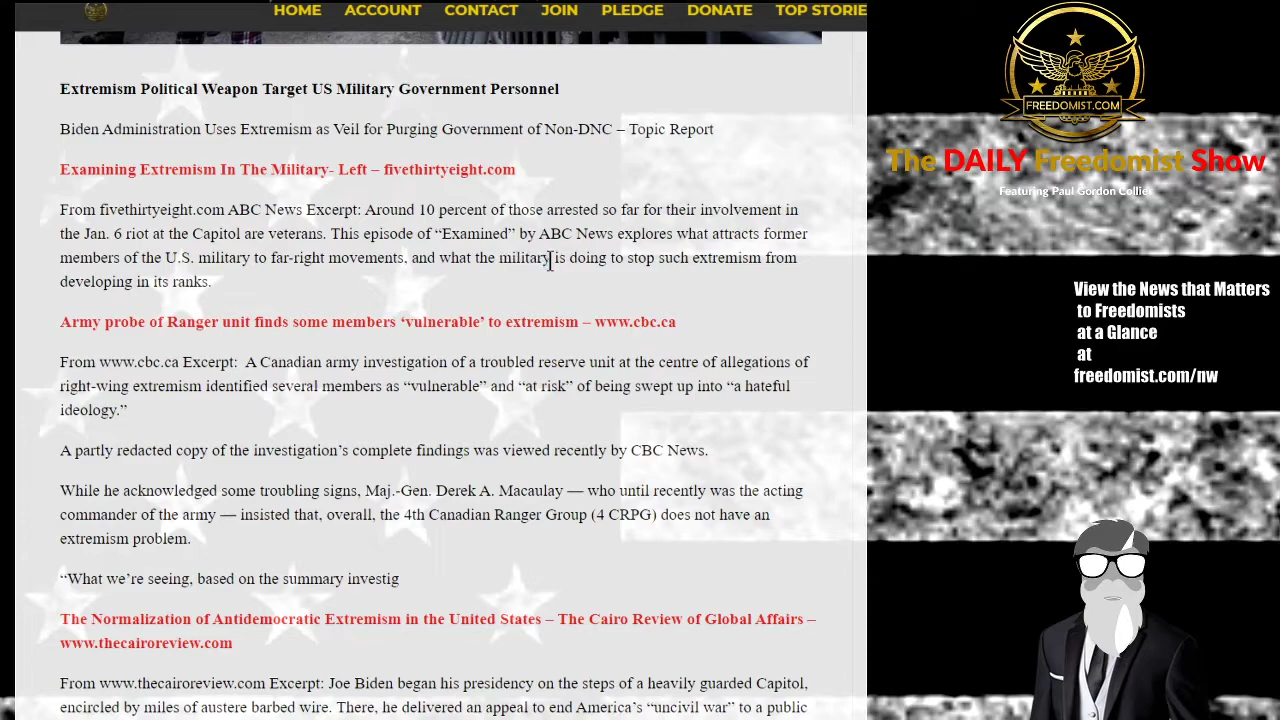 HOME ACCOUNT CONTACT JOIN PLEDGE DONATE TOP STORIE
Extremism Political Weapon Target US Military Government Personnel
Biden Administration Uses Extremism as Veil for Purging Government of Non-DNC – Topic Report
Examining Extremism In The Military- Left – fivethirtyeight.com
From fivethirtyeight.com ABC News Excerpt: Around 10 percent of those arrested so far for their involvement in
the Jan. 6 riot at the Capitol are veterans. This episode of “Examined” by ABC News explores what attracts former
members of the U.S. military to far-right movements, and what the military is doing to stop such extremism from
developing in its ranks.
Army probe of Ranger unit finds some members ‘vulnerable’ to extremism – www.cbc.ca
From www.cbc.ca Excerpt:  A Canadian army investigation of a troubled reserve unit at the centre of allegations of
right-wing extremism identified several members as “vulnerable” and “at risk” of being swept up into “a hateful
ideology.”
A partly redacted copy of the investigation’s complete findings was viewed recently by CBC News.
While he acknowledged some troubling signs, Maj.-Gen. Derek A. Macaulay — who until recently was the acting
commander of the army — insisted that, overall, the 4th Canadian Ranger Group (4 CRPG) does not have an
extremism problem.
“What we’re seeing, based on the summary investig
The Normalization of Antidemocratic Extremism in the United States – The Cairo Review of Global Affairs –
www.thecairoreview.com
From www.thecairoreview.com Excerpt: Joe Biden began his presidency on the steps of a heavily guarded Capitol,
encircled by miles of austere barbed wire. There, he delivered an appeal to end America’s “uncivil war” to a public
FREEDOMIST.COM
The DAILY Freedomist Show
Featuring Paul Gordon Collier
View the News that Matters
to Freedomists
at a Glance
at
freedomist.com/nw